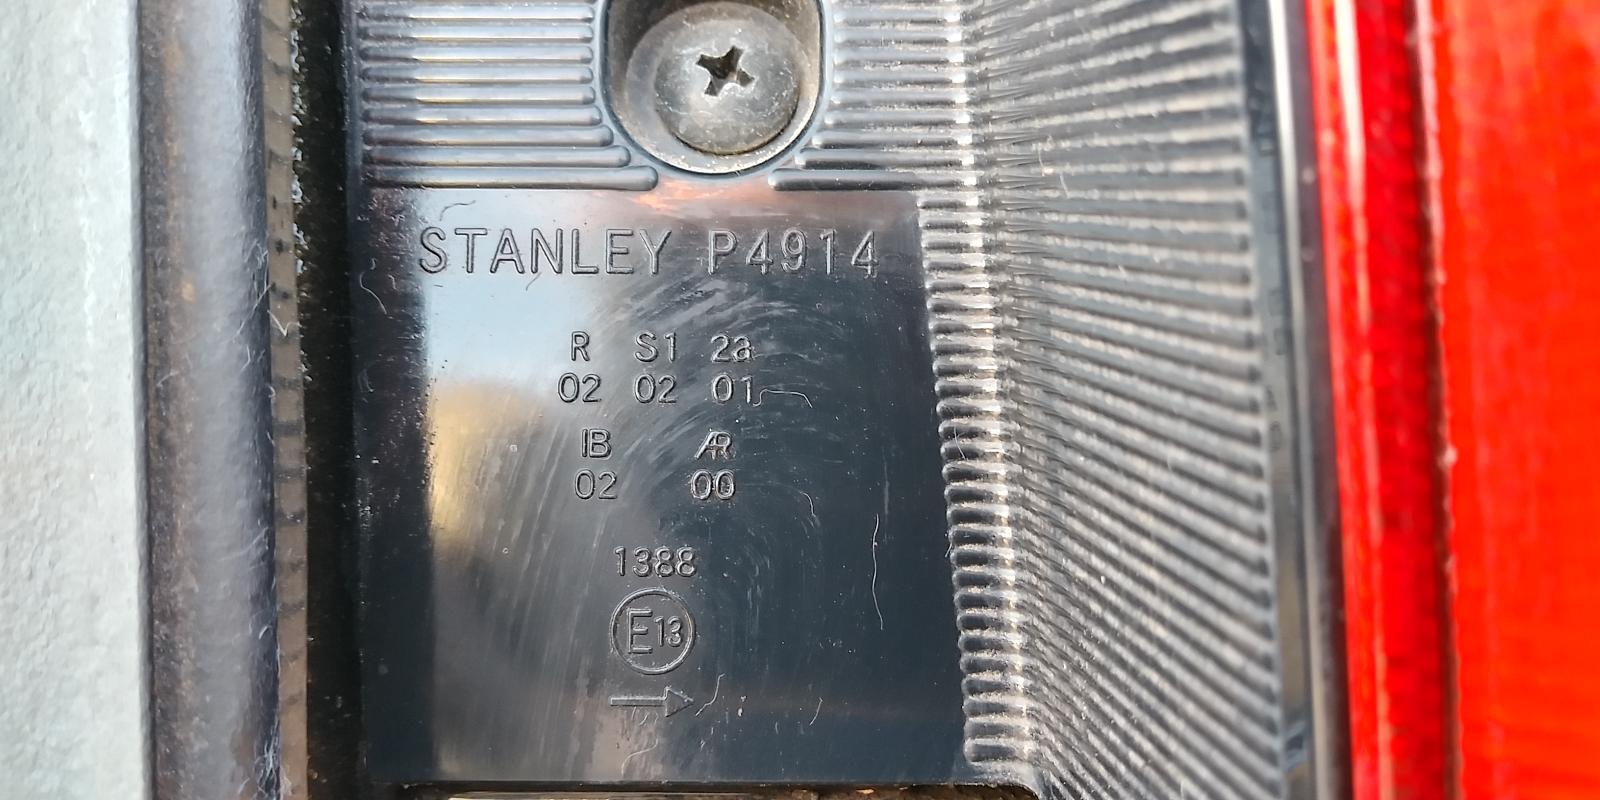 STANLEY P4914
R S1 2a
02 02 01
IB AR
02 00
1388
E13